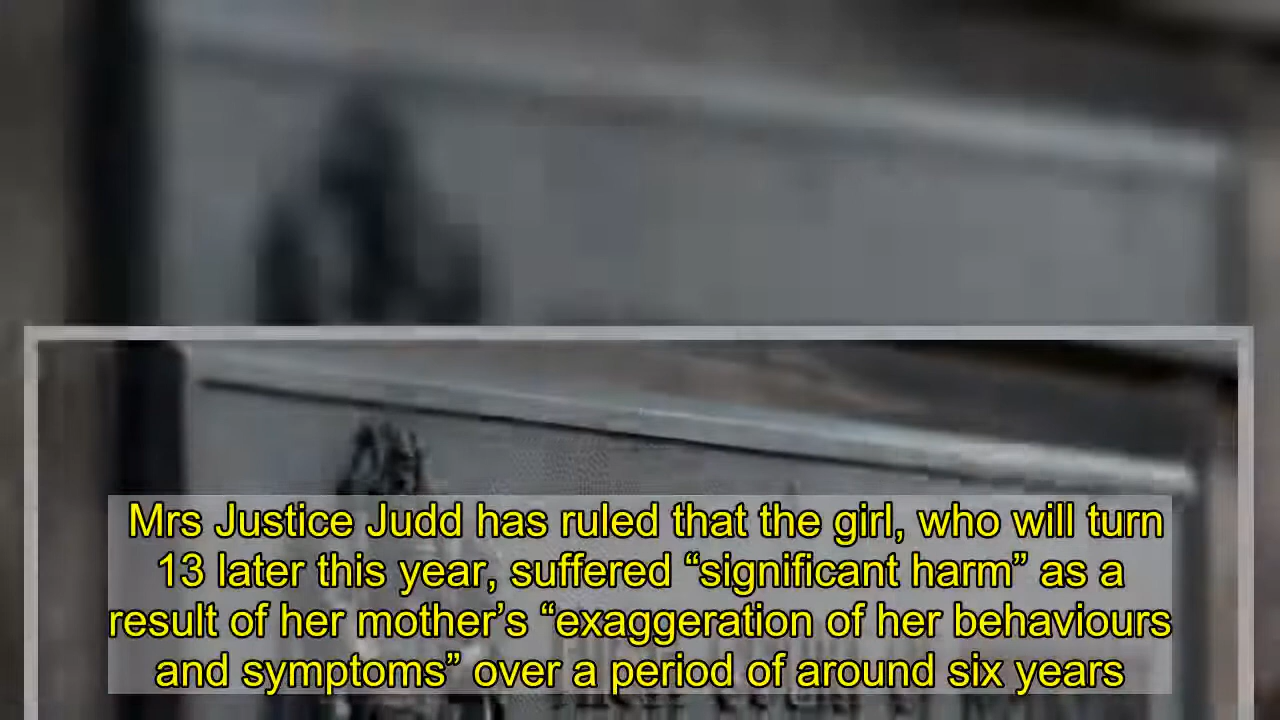 Mrs Justice Judd has ruled that the girl, who will turn
13 later this year, suffered “significant harm” as a
result of her mother’s “exaggeration of her behaviours
and symptoms” over a period of around six years